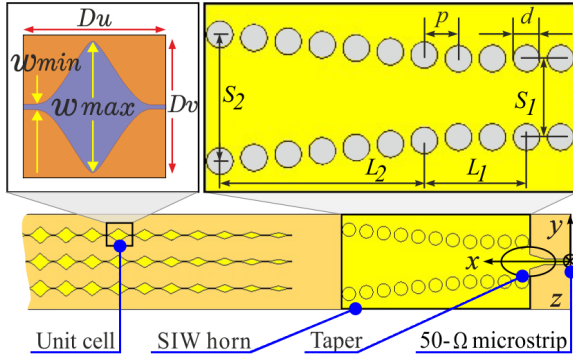 Du
wmin
wmax
Dv
p
d
S2
S1
L2
L1
y
x
z
Unit cell
SIW horn
Taper
50-Ω microstrip